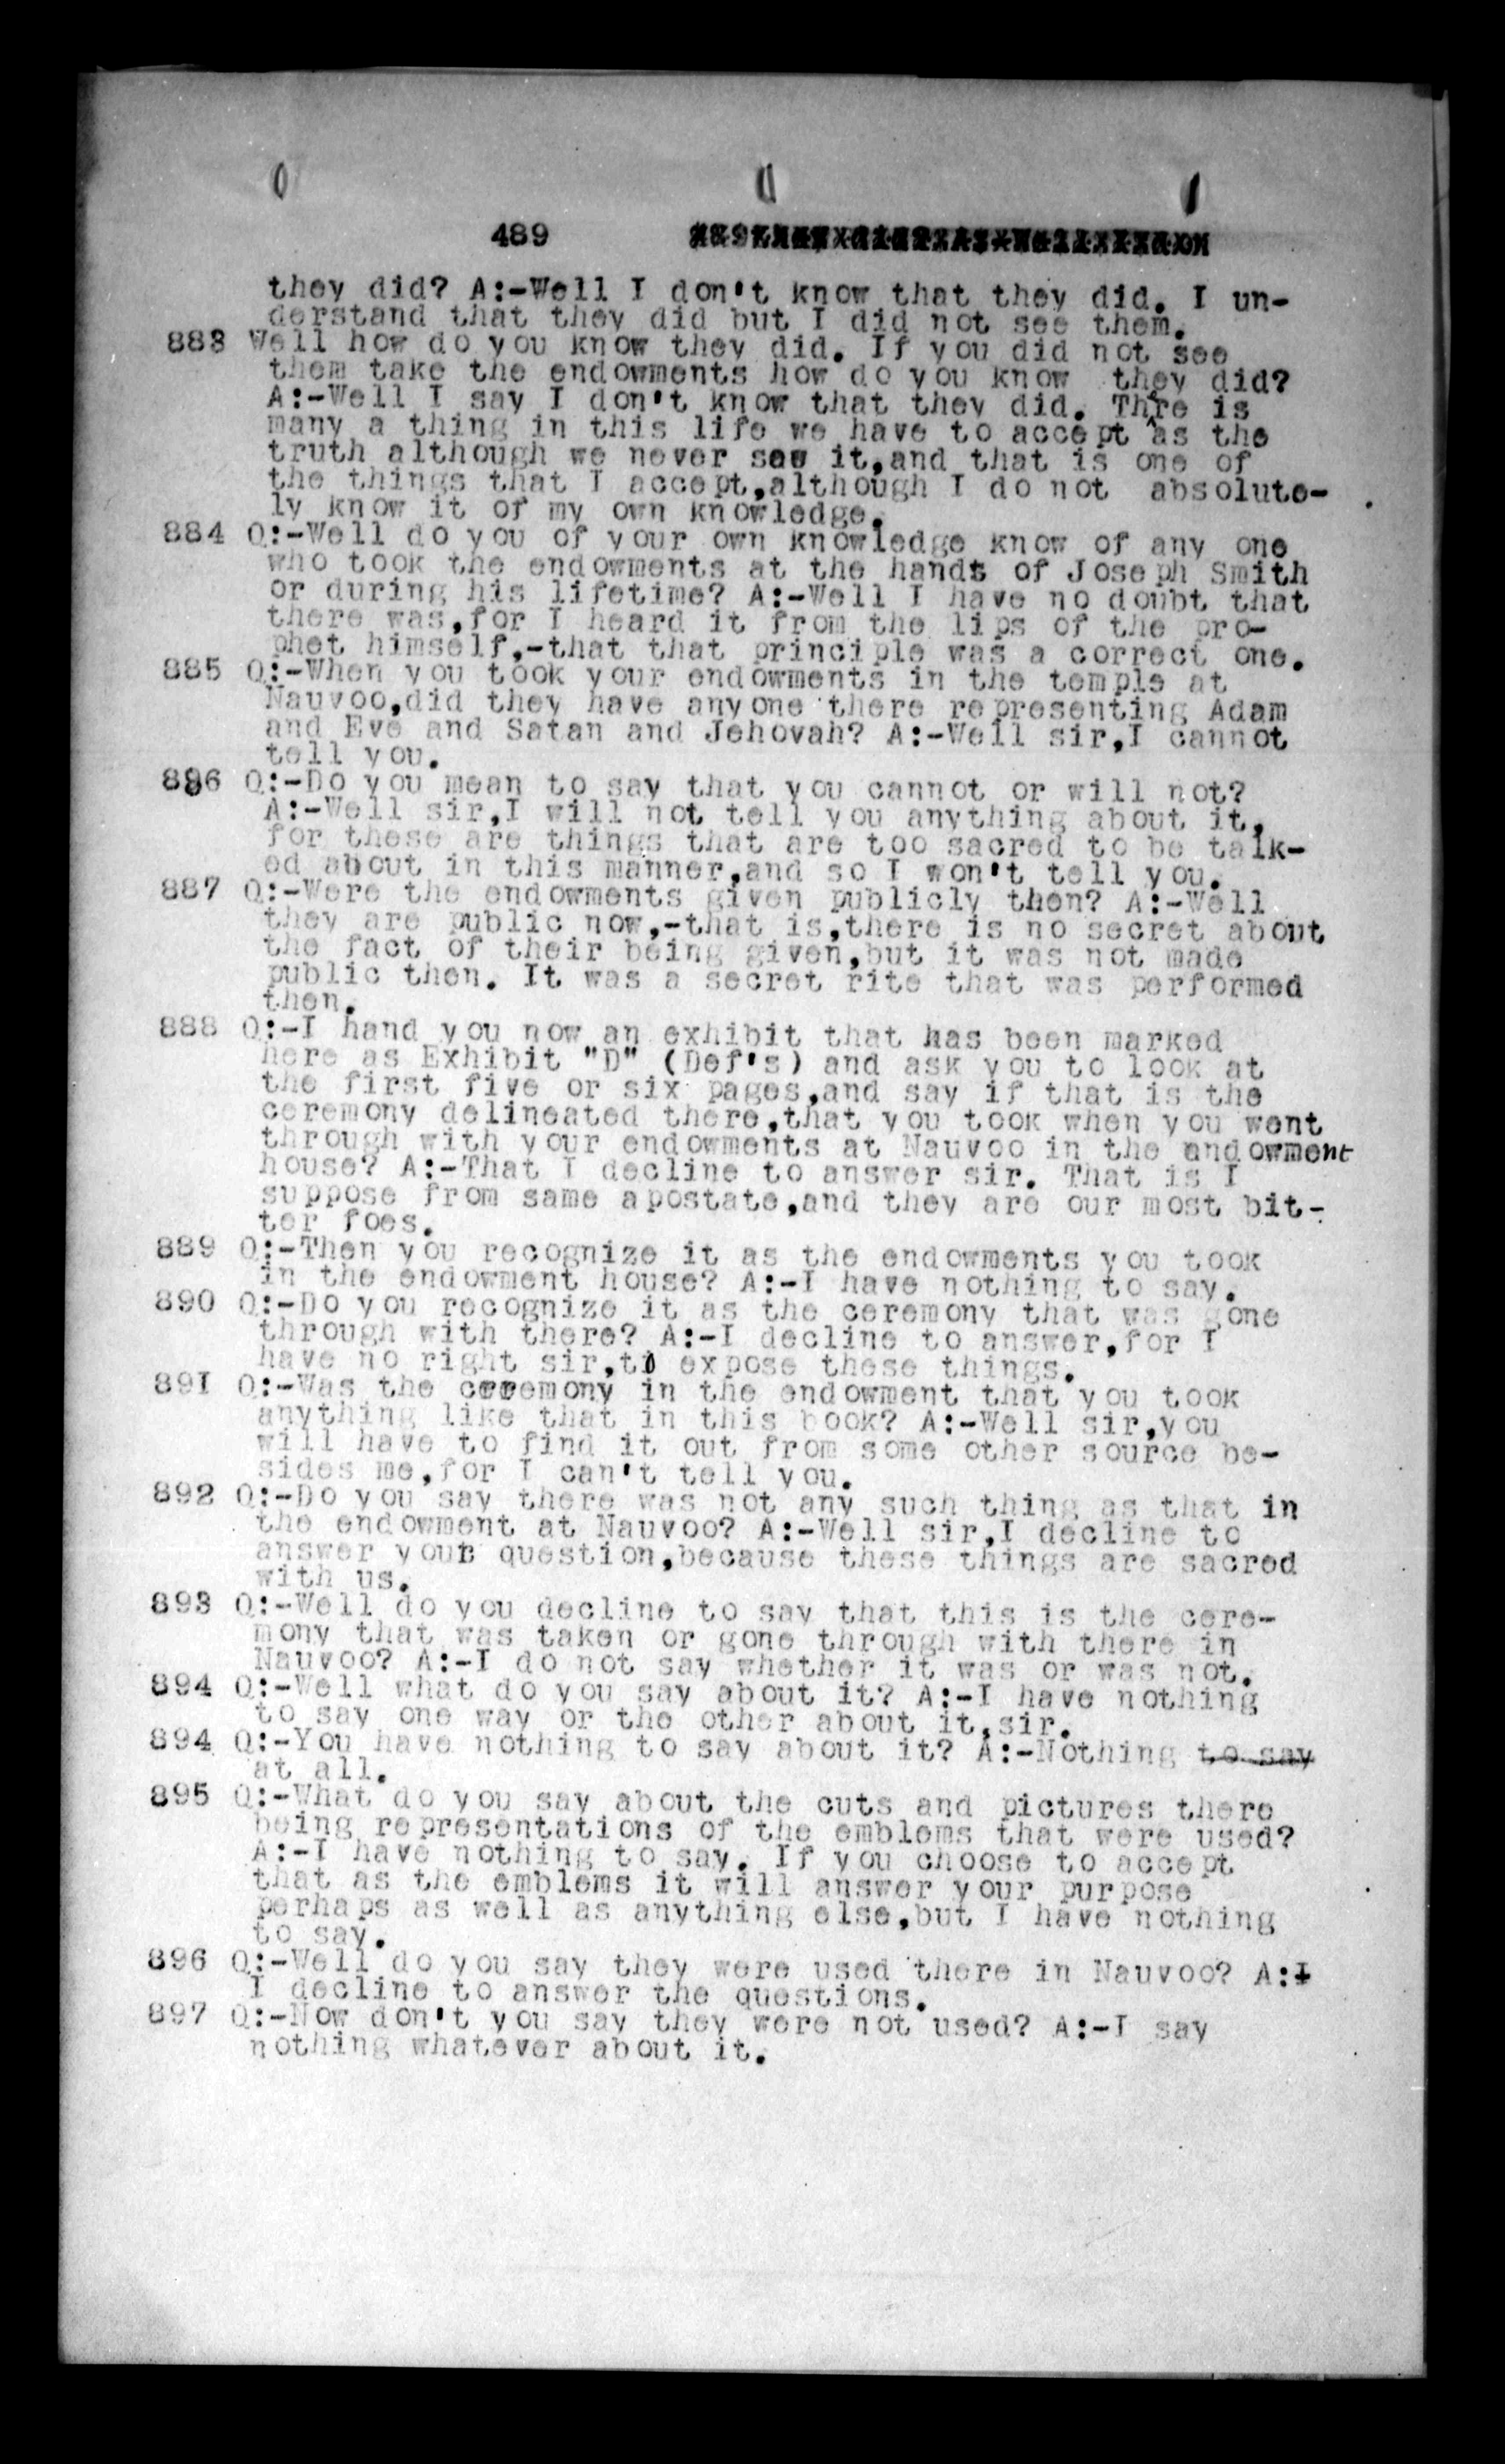 489
they did? A:-Well I don't know that they did. I un-
derstand that they did but I did not see them.
883 Well how do you know they did. If you did not see
them take the endowments how do you know they did?
A:-Well I say I don't know that they did. There is
many a thing in this life we have to accept as the
truth although we never saw it,and that is one of
the things that I accept,although I do not absolute-
ly know it of my own knowledge.
884 Q:-Well do you of your own knowledge know of any one
who took the endowments at the hands of Joseph Smith
or during his lifetime? A:-Well I have no doubt that
there was,for I heard it from the lips of the pro-
phet himself,-that that principle was a correct one.
885 Q:-When you took your endowments in the temple at
Nauvoo,did they have anyone there representing Adam
and Eve and Satan and Jehovah? A:-Well sir,I cannot
tell you.
886 Q:-Do you mean to say that you cannot or will not?
A:-Well sir,I will not tell you anything about it,
for these are things that are too sacred to be talk-
ed about in this manner,and so I won't tell you.
887 Q:-Were the endowments given publicly then? A:-Well
they are public now,-that is,there is no secret about
the fact of their being given,but it was not made
public then. It was a secret rite that was performed
then.
888 Q:-I hand you now an exhibit that has been marked
here as Exhibit "D" (Def's) and ask you to look at
the first five or six pages,and say if that is the
ceremony delineated there,that you took when you went
through with your endowments at Nauvoo in the endowment
house? A:-That I decline to answer sir. That is I
suppose from same apostate,and they are our most bit-
ter foes.
889 Q:-Then you recognize it as the endowments you took
in the endowment house? A:-I have nothing to say.
890 Q:-Do you recognize it as the ceremony that was gone
through with there? A:-I decline to answer,for I
have no right sir,to expose these things.
891 Q:-Was the ceremony in the endowment that you took
anything like that in this book? A:-Well sir,you
will have to find it out from some other source be-
sides me,for I can't tell you.
892 Q:-Do you say there was not any such thing as that in
the endowment at Nauvoo? A:-Well sir,I decline to
answer your question,because these things are sacred
with us.
893 Q:-Well do you decline to say that this is the cere-
mony that was taken or gone through with there in
Nauvoo? A:-I do not say whether it was or was not.
894 Q:-Well what do you say about it? A:-I have nothing
to say one way or the other about it,sir.
894 Q:-You have nothing to say about it? A:-Nothing to say
at all.
895 Q:-What do you say about the cuts and pictures there
being representations of the emblems that were used?
A:-I have nothing to say. If you choose to accept
that as the emblems it will answer your purpose
perhaps as well as anything else,but I have nothing
to say.
896 Q:-Well do you say they were used there in Nauvoo? A:I
I decline to answer the questions.
897 Q:-Now don't you say they were not used? A:-I say
nothing whatever about it.